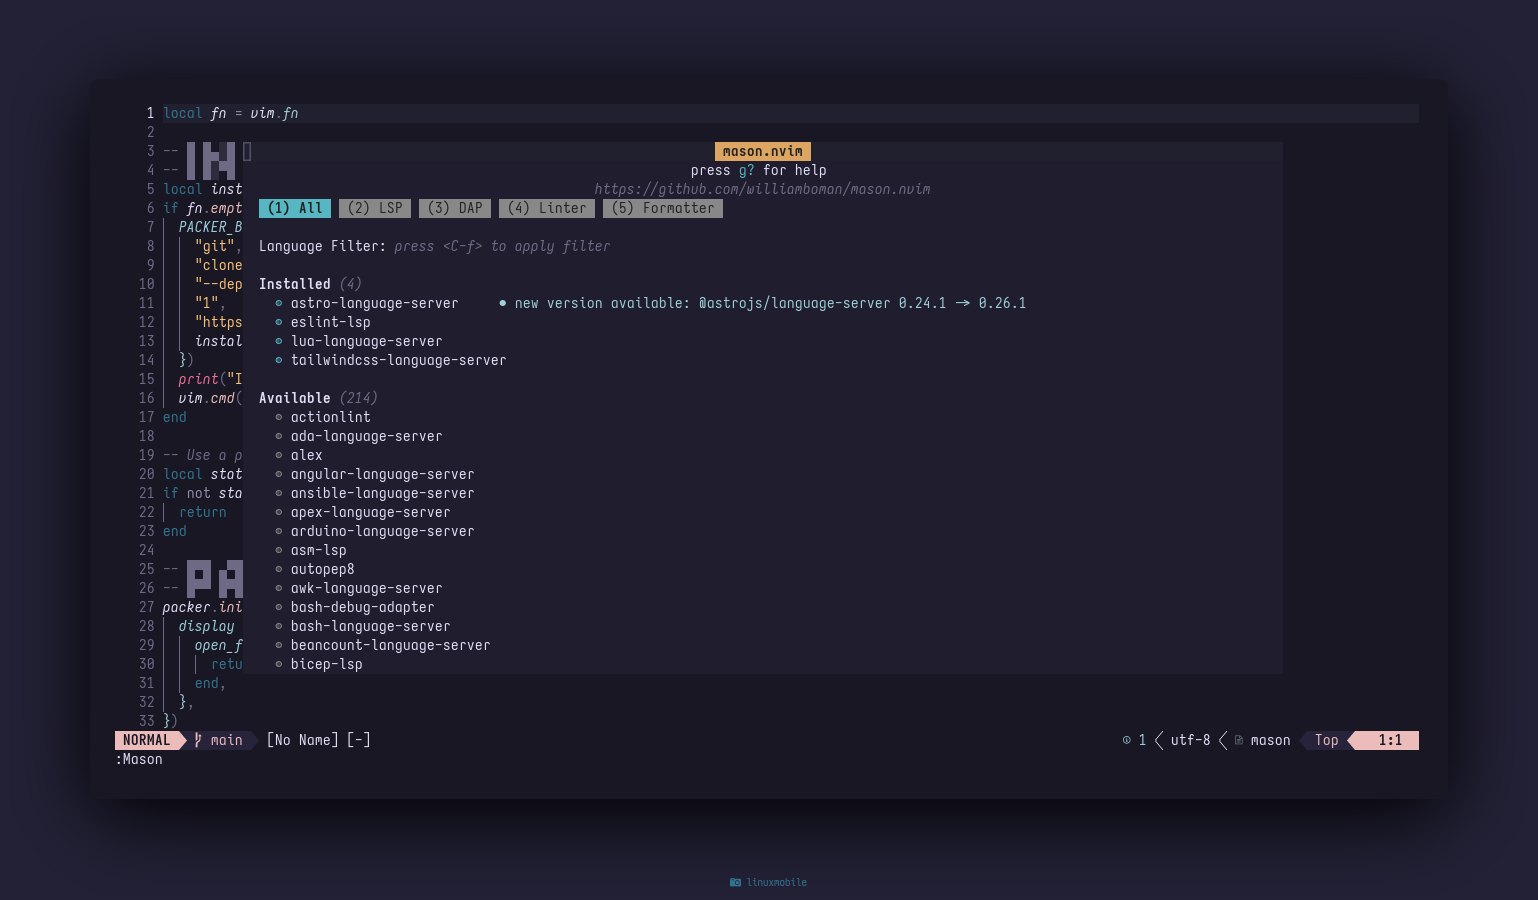 1 local fn = vim.fn
2
3 -- IN mason.nvim
4 -- press g? for help
5 local inst https://github.com/williamboman/mason.nvim
6 if fn.empt (1) All (2) LSP (3) DAP (4) Linter (5) Formatter
7 PACKER_B
8 "git", Language Filter: press <C-f> to apply filter
9 "clone
10 "--dep Installed (4)
11 "1", ◍ astro-language-server ● new version available: @astrojs/language-server 0.24.1 -> 0.26.1
12 "https ◍ eslint-lsp
13 instal ◍ lua-language-server
14 }) ◍ tailwindcss-language-server
15 print("I
16 vim.cmd( Available (214)
17 end ◍ actionlint
18 ◍ ada-language-server
19 -- Use a p ◍ alex
20 local stat ◍ angular-language-server
21 if not sta ◍ ansible-language-server
22 return ◍ apex-language-server
23 end ◍ arduino-language-server
24 ◍ asm-lsp
25 -- PA ◍ autopep8
26 -- ◍ awk-language-server
27 packer.ini ◍ bash-debug-adapter
28 display ◍ bash-language-server
29 open_f ◍ beancount-language-server
30 retu ◍ bicep-lsp
31 end,
32 },
33 })
NORMAL main [No Name] [-] 1 utf-8 mason Top 1:1
:Mason
linuxmobile